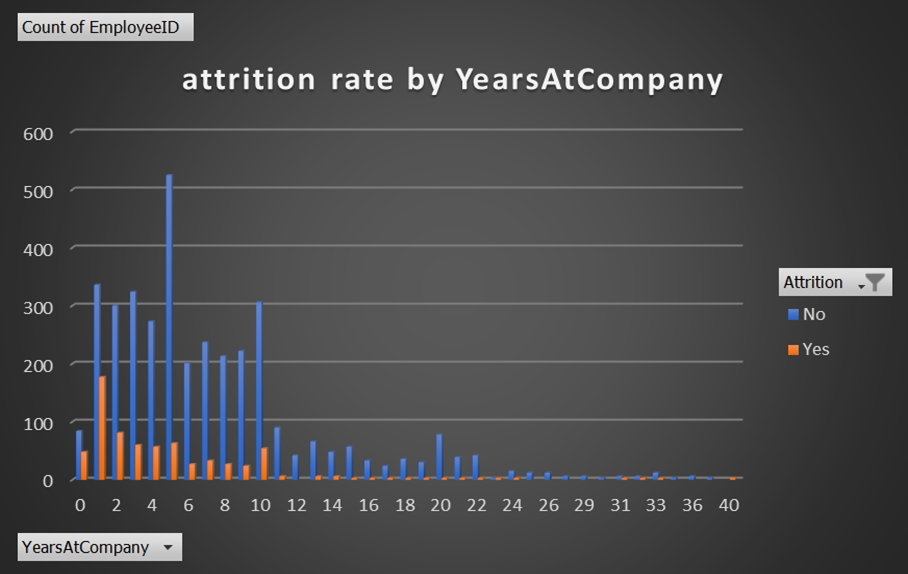 Count of EmployeeID
attrition rate by YearsAtCompany
600
500
400
300
200
100
0
0 2 4 6 8 10 12 14 16 18 20 22 24 26 29 31 33 36 40
Attrition
No
Yes
YearsAtCompany